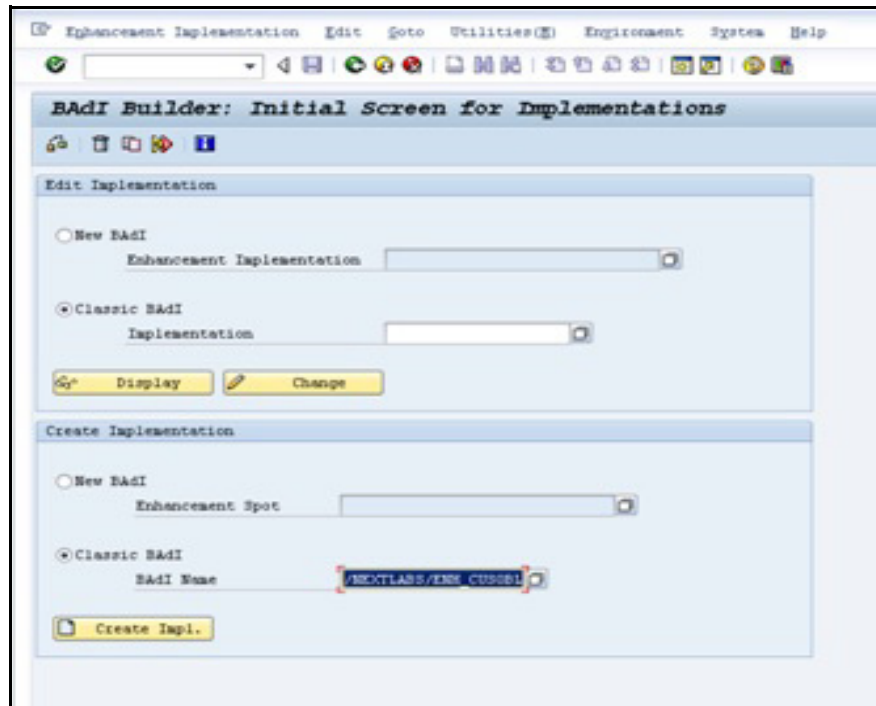 Enhancement Implementation Edit Goto Utilities(M) Environment System Help
BAdI Builder: Initial Screen for Implementations
Edit Implementation
New BAdI
Enhancement Implementation
Classic BAdI
Implementation
Display Change
Create Implementation
New BAdI
Enhancement Spot
Classic BAdI
BAdI Name /NEXTLABS/ENH_CUSOB1
Create Impl.